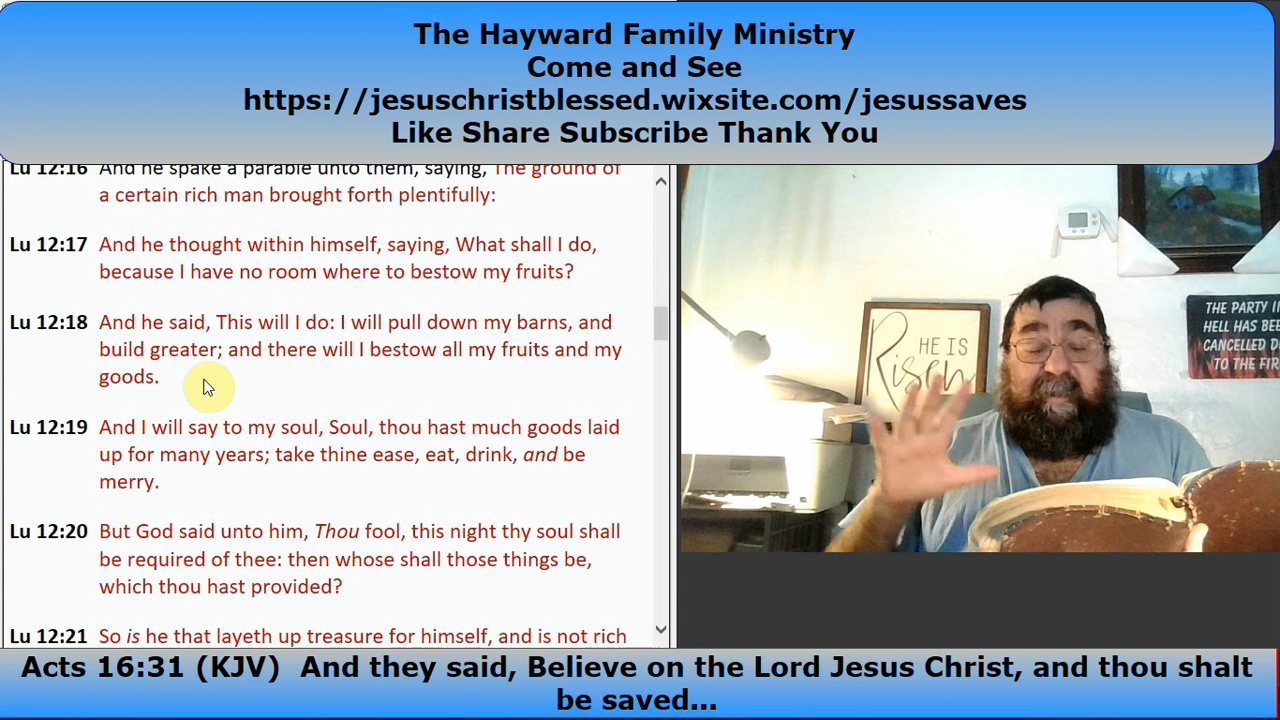 The Hayward Family Ministry
Come and See
https://jesuschristblessed.wixsite.com/jesussaves
Like Share Subscribe Thank You
Lu 12:16 And he spake a parable unto them, saying, The ground of
a certain rich man brought forth plentifully:
Lu 12:17 And he thought within himself, saying, What shall I do,
because I have no room where to bestow my fruits?
Lu 12:18 And he said, This will I do: I will pull down my barns, and
build greater; and there will I bestow all my fruits and my
goods.
Lu 12:19 And I will say to my soul, Soul, thou hast much goods laid
up for many years; take thine ease, eat, drink, and be
merry.
Lu 12:20 But God said unto him, Thou fool, this night thy soul shall
be required of thee: then whose shall those things be,
which thou hast provided?
Lu 12:21 So is he that layeth up treasure for himself, and is not rich
HE IS
Risen
THE PARTY IN
HELL HAS BEE
CANCELLED D
TO THE FIR
Acts 16:31 (KJV) And they said, Believe on the Lord Jesus Christ, and thou shalt
be saved...